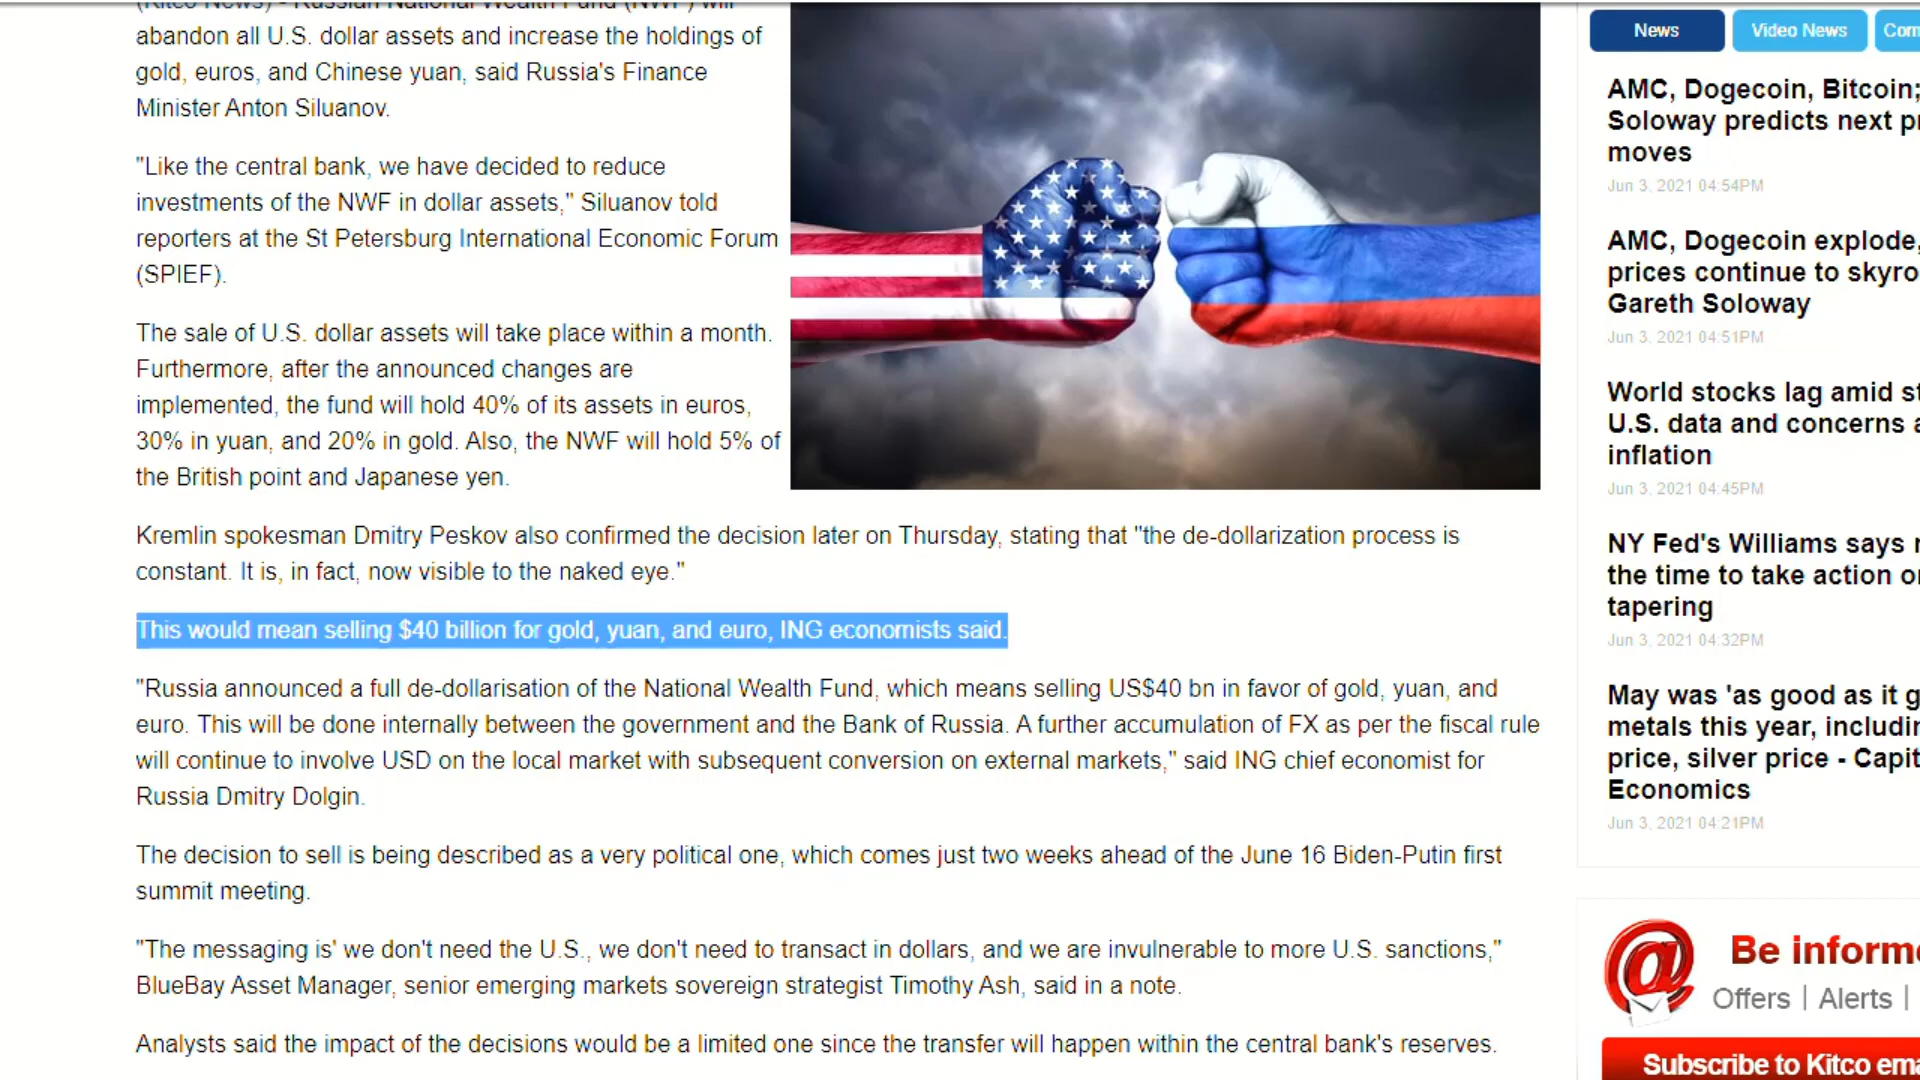 (Kitco News) - Russian National Wealth Fund (NWF) will
abandon all U.S. dollar assets and increase the holdings of
gold, euros, and Chinese yuan, said Russia's Finance
Minister Anton Siluanov.
"Like the central bank, we have decided to reduce
investments of the NWF in dollar assets," Siluanov told
reporters at the St Petersburg International Economic Forum
(SPIEF).
The sale of U.S. dollar assets will take place within a month.
Furthermore, after the announced changes are
implemented, the fund will hold 40% of its assets in euros,
30% in yuan, and 20% in gold. Also, the NWF will hold 5% of
the British point and Japanese yen.
Kremlin spokesman Dmitry Peskov also confirmed the decision later on Thursday, stating that "the de-dollarization process is
constant. It is, in fact, now visible to the naked eye."
This would mean selling $40 billion for gold, yuan, and euro, ING economists said.
"Russia announced a full de-dollarisation of the National Wealth Fund, which means selling US$40 bn in favor of gold, yuan, and
euro. This will be done internally between the government and the Bank of Russia. A further accumulation of FX as per the fiscal rule
will continue to involve USD on the local market with subsequent conversion on external markets," said ING chief economist for
Russia Dmitry Dolgin.
The decision to sell is being described as a very political one, which comes just two weeks ahead of the June 16 Biden-Putin first
summit meeting.
"The messaging is' we don't need the U.S., we don't need to transact in dollars, and we are invulnerable to more U.S. sanctions,"
BlueBay Asset Manager, senior emerging markets sovereign strategist Timothy Ash, said in a note.
Analysts said the impact of the decisions would be a limited one since the transfer will happen within the central bank's reserves.
News
Video News
Com
AMC, Dogecoin, Bitcoin;
Soloway predicts next p
moves
Jun 3, 2021 04:54PM
AMC, Dogecoin explode,
prices continue to skyro
Gareth Soloway
Jun 3, 2021 04:51PM
World stocks lag amid st
U.S. data and concerns a
inflation
Jun 3, 2021 04:45PM
NY Fed's Williams says
the time to take action o
tapering
Jun 3, 2021 04:32PM
May was 'as good as it g
metals this year, includi
price, silver price - Capi
Economics
Jun 3, 2021 04:21PM
Be inform
Offers | Alerts |
Subscribe to Kitco ema